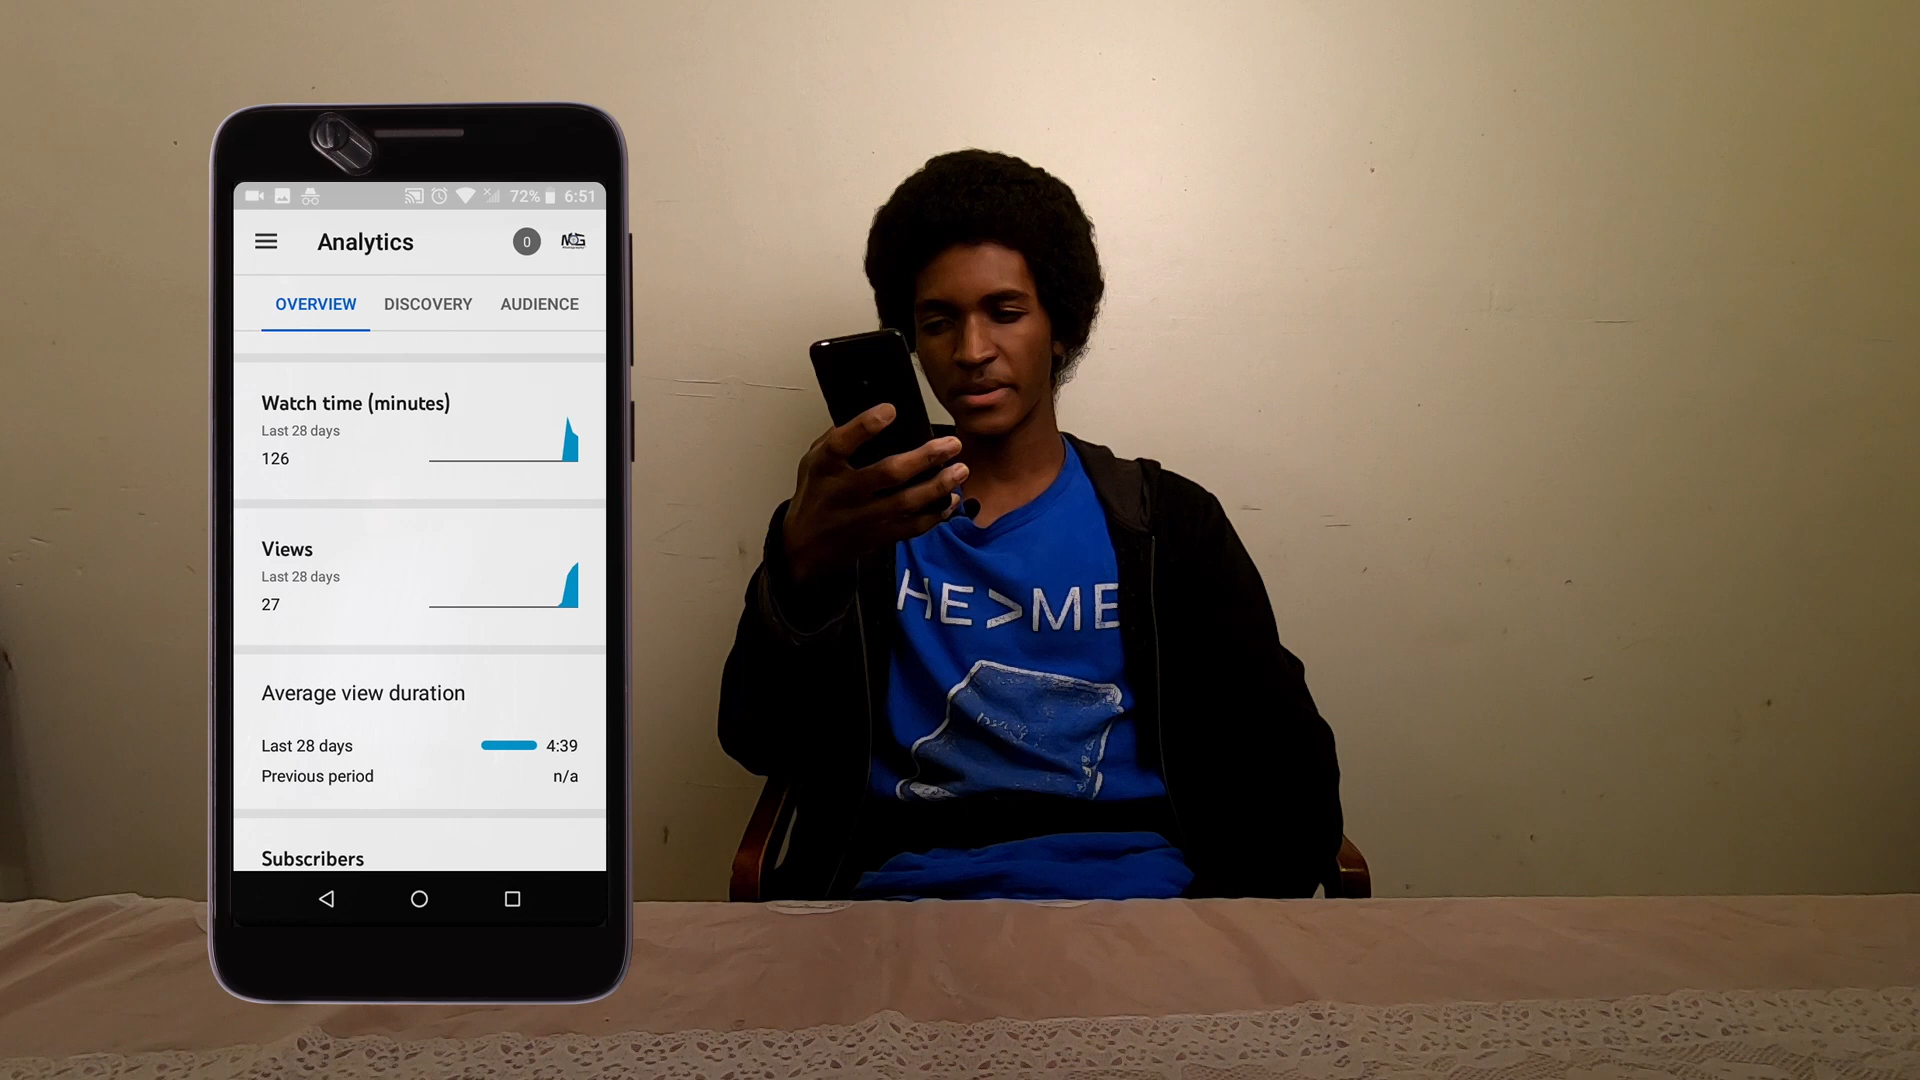 72% 6:51
Analytics
0
OVERVIEW DISCOVERY AUDIENCE
Watch time (minutes)
Last 28 days
126
Views
Last 28 days
27
Average view duration
Last 28 days 4:39
Previous period n/a
Subscribers
HE>ME